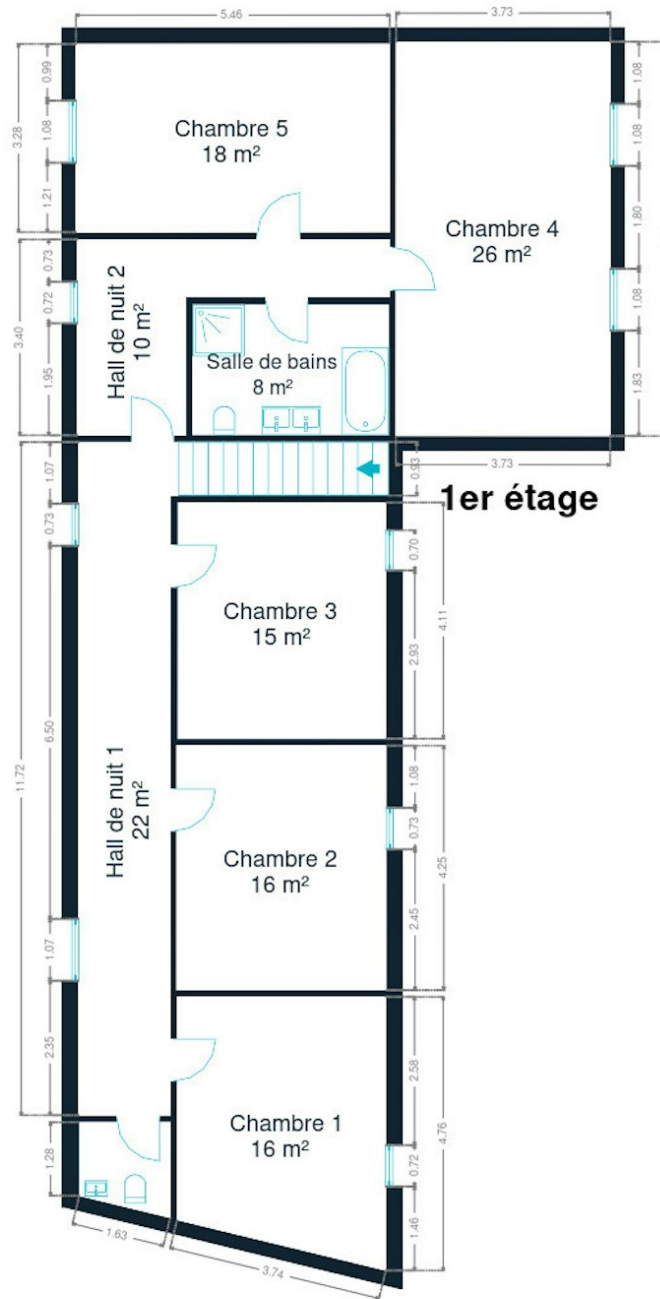 5.46
3.73
0.99
1.08
1.21
3.28
Chambre 5
18 m²
1.08
1.08
1.80
1.08
1.83
Chambre 4
26 m²
0.73
0.72
1.95
3.40
Hall de nuit 2
10 m²
Salle de bains
8 m²
3.73
0.93
1er étage
1.07
0.73
6.50
1.07
2.35
11.72
Hall de nuit 1
22 m²
Chambre 3
15 m²
0.70
2.93
4.11
Chambre 2
16 m²
1.08
0.73
2.45
4.25
Chambre 1
16 m²
2.58
0.72
1.46
4.76
1.28
1.63
3.74